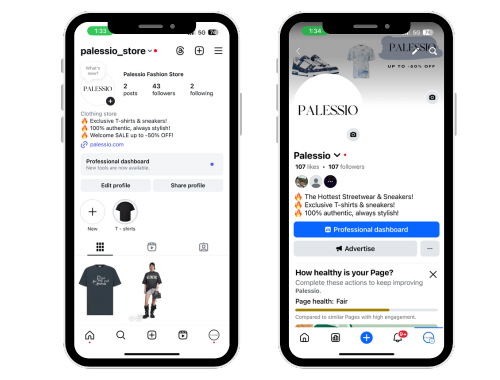 1:33
5G 74
palessio_store
What's new?
PALESSIO
Palessio Fashion Store
2 43 2
posts followers following
Clothing store
🔥 Exclusive T-shirts & sneakers!
🔥 100% authentic, always stylish!
🔥 Welcome SALE up to -50% OFF!
palessio.com
Professional dashboard
New tools are now available.
Edit profile Share profile
New T - shirts
1:34
5G 74
PALESSIO
UP TO -50% OFF
PALESSIO
Palessio
107 likes • 107 followers
🔥 The Hottest Streetwear & Sneakers!
🔥 Exclusive T-shirts & sneakers!
🔥 100% authentic, always stylish!
Professional dashboard
Advertise ...
How healthy is your Page?
Complete these actions to keep improving
Palessio.
Page health: Fair
Compared to similar Pages with high engagement.